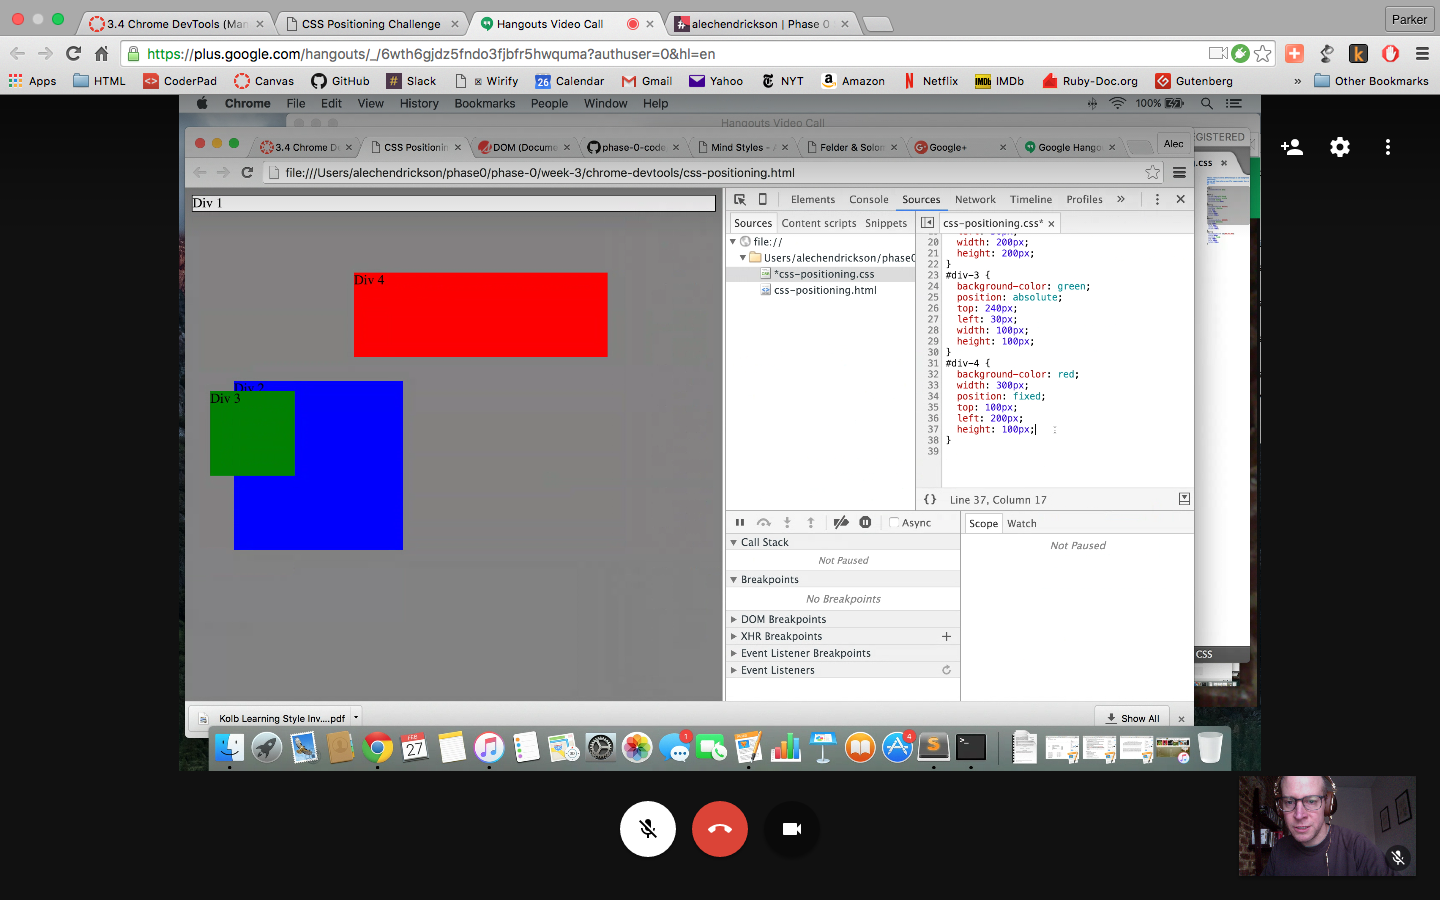 3.4 Chrome DevTools (Man
CSS Positioning Challenge
Hangouts Video Call
alechendrickson | Phase 0
Parker
https://plus.google.com/hangouts/_/6wth6gjdz5fndo3fjbfr5hwquma?authuser=0&hl=en
Apps
HTML
CoderPad
Canvas
GitHub
Slack
Wirify
Calendar
Gmail
Yahoo
NYT
Amazon
Netflix
IMDb
Ruby-Doc.org
Gutenberg
»
Other Bookmarks
Chrome File Edit View History Bookmarks People Window Help
100%
Hangouts Video Call
GISTERED
3.4 Chrome De
CSS Positionin
DOM (Docume
phase-0-code
Mind Styles - A
Felder & Solom
Google+
Google Hango
Alec
.css ×
file:///Users/alechendrickson/phase0/phase-0/week-3/chrome-devtools/css-positioning.html
Div 1
Div 4
Div 2
Div 3
Elements Console Sources Network Timeline Profiles »
Sources Content scripts Snippets
css-positioning.css* ×
file://
Users/alechendrickson/phase0
*css-positioning.css
css-positioning.html
20 width: 200px;
21 height: 200px;
22 }
23 #div-3 {
24 background-color: green;
25 position: absolute;
26 top: 240px;
27 left: 30px;
28 width: 100px;
29 height: 100px;
30 }
31 #div-4 {
32 background-color: red;
33 width: 300px;
34 position: fixed;
35 top: 100px;
36 left: 200px;
37 height: 100px;
38 }
39
{} Line 37, Column 17
Async
Scope Watch
Call Stack
Not Paused
Not Paused
Breakpoints
No Breakpoints
DOM Breakpoints
XHR Breakpoints
Event Listener Breakpoints
Event Listeners
CSS
Kolb Learning Style Inv....pdf
Show All
FEB
27
1
4